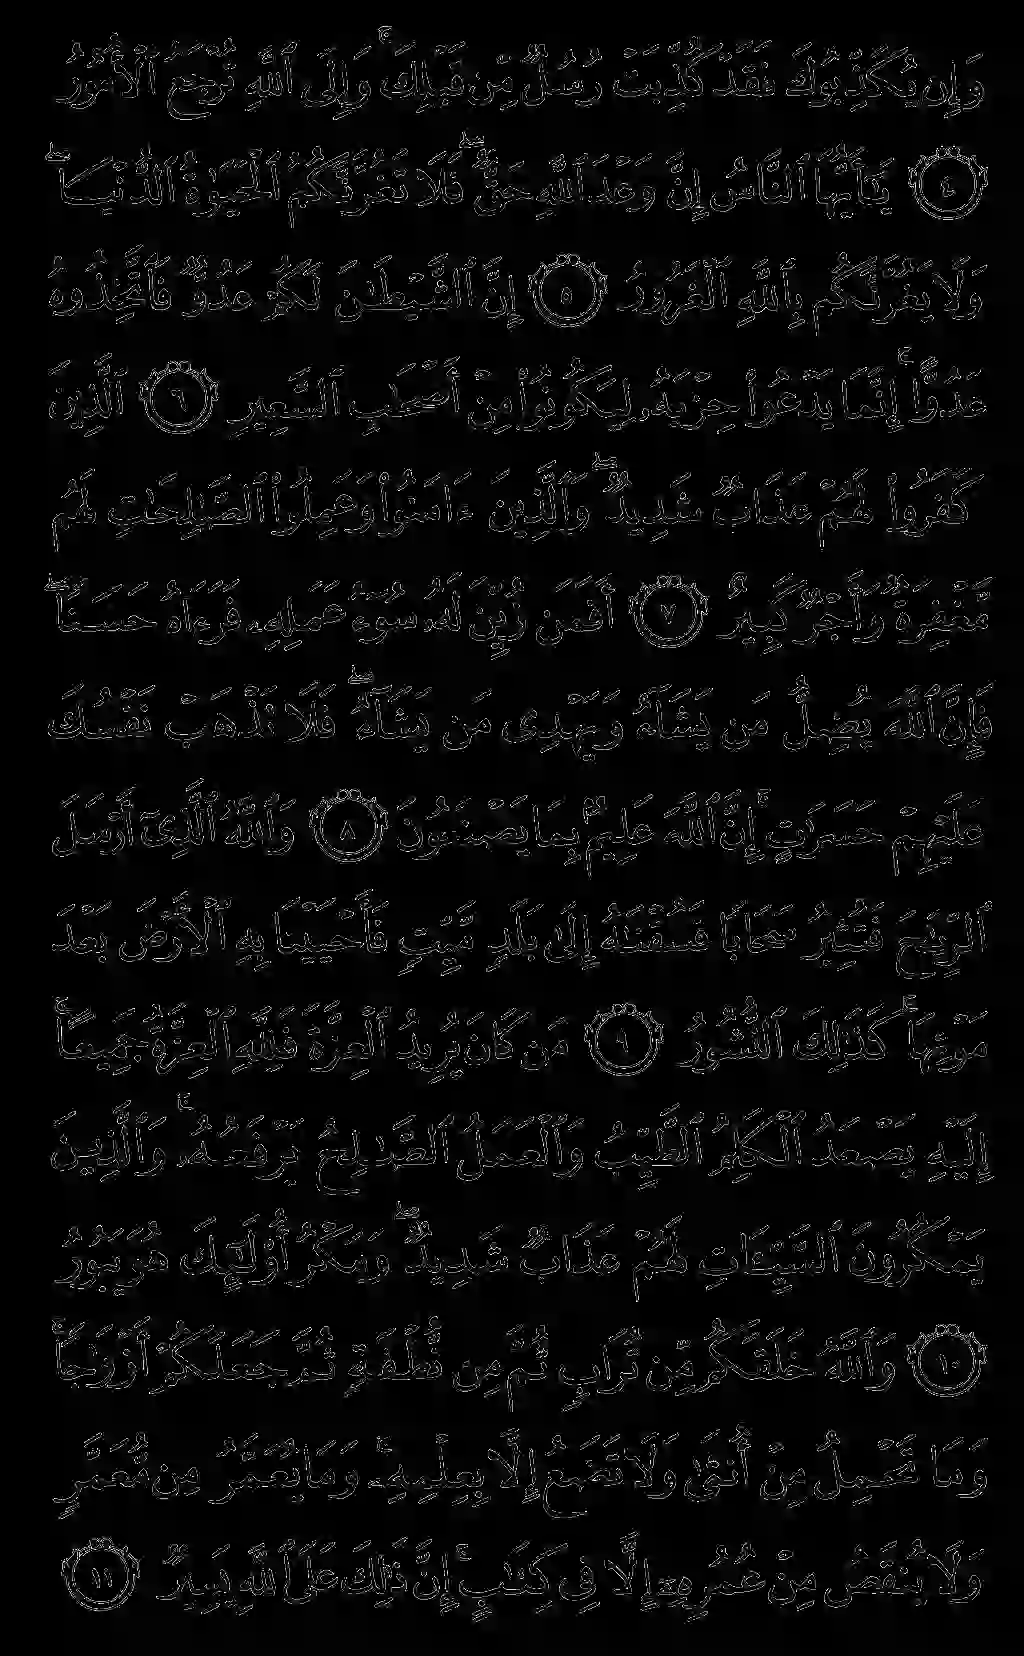 وَإِن يُكَذِّبُوكَ فَقَدْ كُذِّبَتْ رُسُلٌ مِّن قَبْلِكَ ۚ وَإِلَى ٱللَّهِ تُرْجَعُ ٱلْأُمُورُ
﴿٤﴾ يَـٰٓأَيُّهَا ٱلنَّاسُ إِنَّ وَعْدَ ٱللَّهِ حَقٌّ ۖ فَلَا تَغُرَّنَّكُمُ ٱلْحَيَوٰةُ ٱلدُّنْيَا ۖ
وَلَا يَغُرَّنَّكُم بِٱللَّهِ ٱلْغَرُورُ ﴿٥﴾ إِنَّ ٱلشَّيْطَـٰنَ لَكُمْ عَدُوٌّ فَٱتَّخِذُوهُ
عَدُوًّا ۚ إِنَّمَا يَدْعُوا۟ حِزْبَهُۥ لِيَكُونُوا۟ مِنْ أَصْحَـٰبِ ٱلسَّعِيرِ ﴿٦﴾ ٱلَّذِينَ
كَفَرُوا۟ لَهُمْ عَذَابٌ شَدِيدٌ ۖ وَٱلَّذِينَ ءَامَنُوا۟ وَعَمِلُوا۟ ٱلصَّـٰلِحَـٰتِ لَهُم
مَّغْفِرَةٌ وَأَجْرٌ كَبِيرٌ ﴿٧﴾ أَفَمَن زُيِّنَ لَهُۥ سُوٓءُ عَمَلِهِۦ فَرَءَاهُ حَسَنًا ۖ
فَإِنَّ ٱللَّهَ يُضِلُّ مَن يَشَآءُ وَيَهْدِى مَن يَشَآءُ ۖ فَلَا تَذْهَبْ نَفْسُكَ
عَلَيْهِمْ حَسَرَٰتٍ ۚ إِنَّ ٱللَّهَ عَلِيمٌۢ بِمَا يَصْنَعُونَ ﴿٨﴾ وَٱللَّهُ ٱلَّذِىٓ أَرْسَلَ
ٱلرِّيَـٰحَ فَتُثِيرُ سَحَابًا فَسُقْنَـٰهُ إِلَىٰ بَلَدٍ مَّيِّتٍ فَأَحْيَيْنَا بِهِ ٱلْأَرْضَ بَعْدَ
مَوْتِهَا ۚ كَذَٰلِكَ ٱلنُّشُورُ ﴿٩﴾ مَن كَانَ يُرِيدُ ٱلْعِزَّةَ فَلِلَّهِ ٱلْعِزَّةُ جَمِيعًا ۚ
إِلَيْهِ يَصْعَدُ ٱلْكَلِمُ ٱلطَّيِّبُ وَٱلْعَمَلُ ٱلصَّـٰلِحُ يَرْفَعُهُۥ ۚ وَٱلَّذِينَ
يَمْكُرُونَ ٱلسَّيِّـَٔاتِ لَهُمْ عَذَابٌ شَدِيدٌ ۖ وَمَكْرُ أُو۟لَـٰٓئِكَ هُوَ يَبُورُ
﴿١٠﴾ وَٱللَّهُ خَلَقَكُم مِّن تُرَابٍ ثُمَّ مِن نُّطْفَةٍ ثُمَّ جَعَلَكُمْ أَزْوَٰجًا ۚ
وَمَا تَحْمِلُ مِنْ أُنثَىٰ وَلَا تَضَعُ إِلَّا بِعِلْمِهِۦ ۚ وَمَا يُعَمَّرُ مِن مُّعَمَّرٍ
وَلَا يُنقَصُ مِنْ عُمُرِهِۦٓ إِلَّا فِى كِتَـٰبٍ ۚ إِنَّ ذَٰلِكَ عَلَى ٱللَّهِ يَسِيرٌ ﴿١١﴾